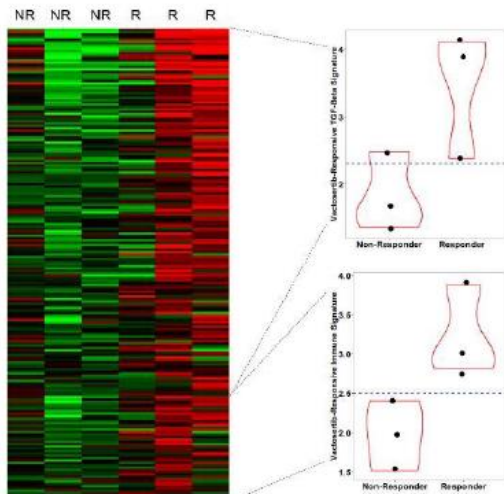 NR NR NR R R R
Vactosertib-Responsive TGF-Beta Signature
4
3
2
Non-Responder Responder
Vactosertib-Responsive Immune Signature
4.0
3.5
3.0
2.5
2.0
1.5
Non-Responder Responder